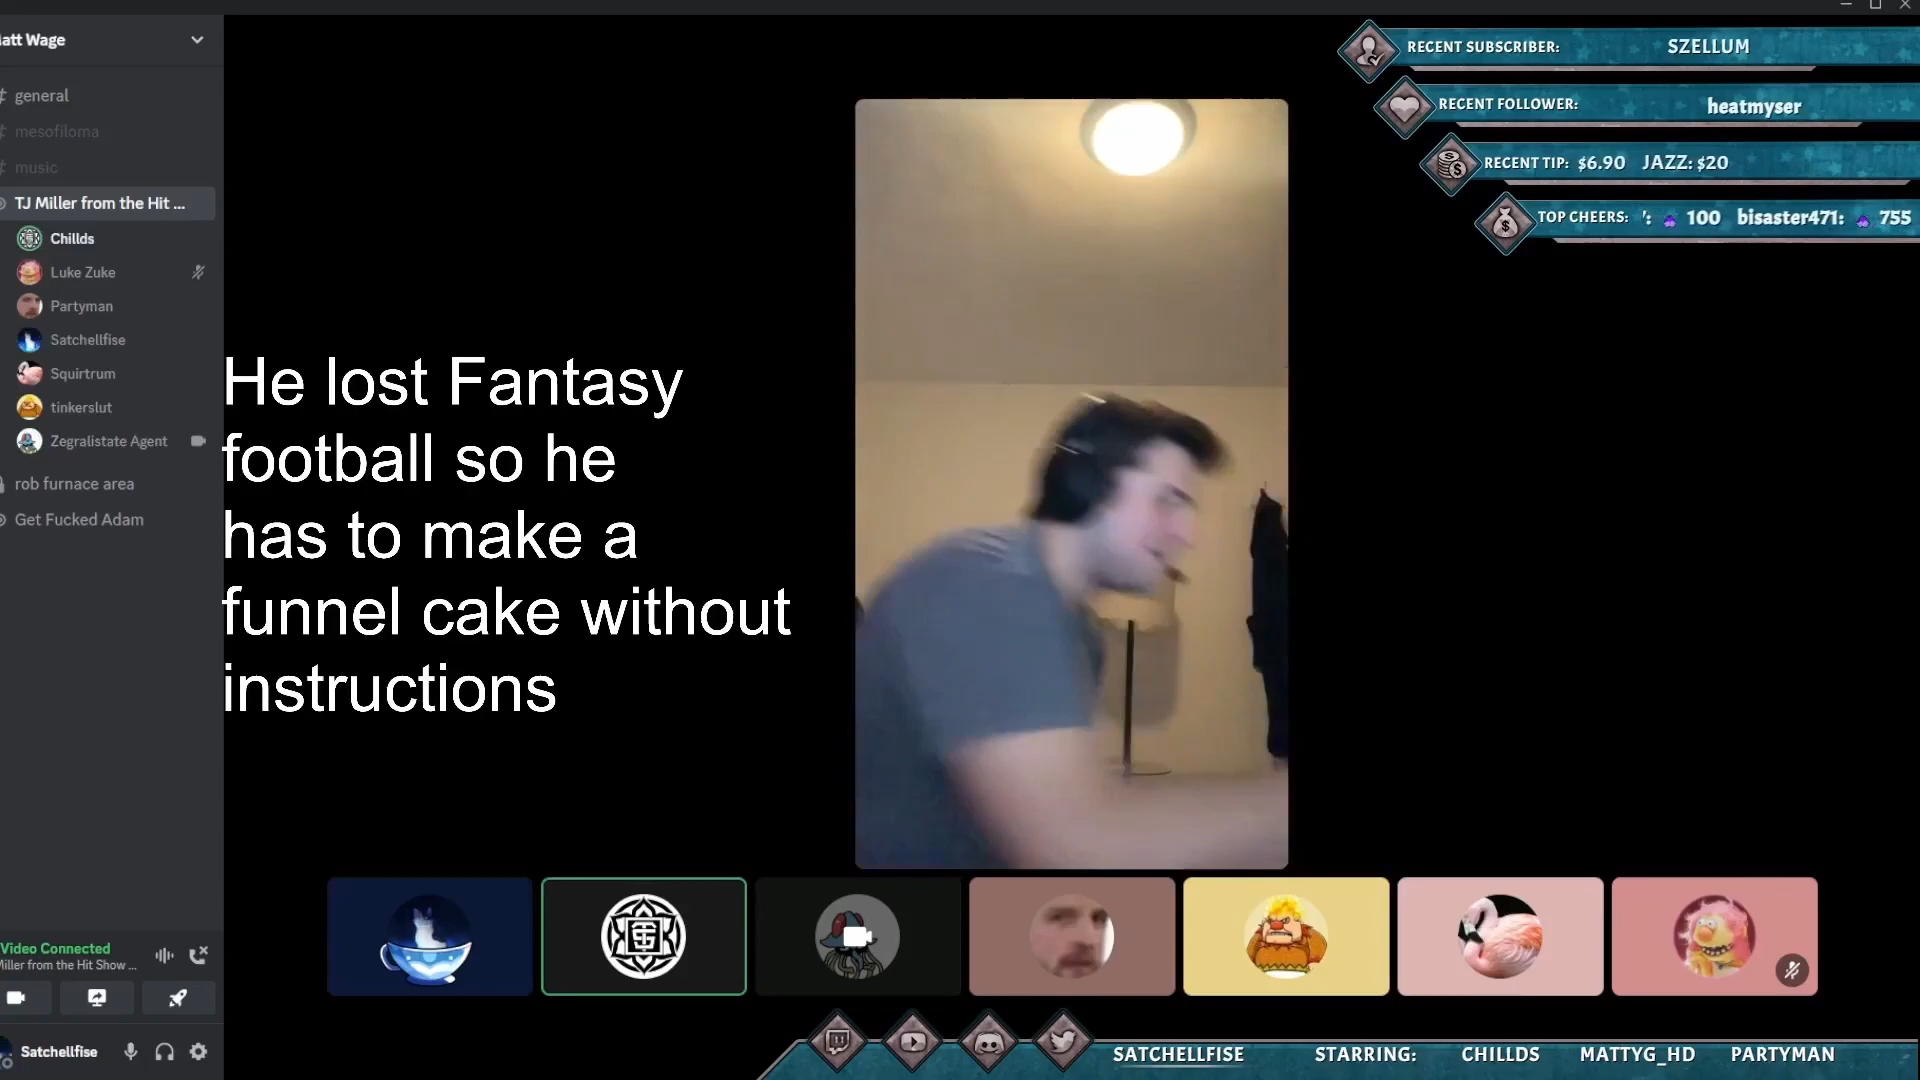 att Wage
general
mesofiloma
music
TJ Miller from the Hit ...
Chillds
Luke Zuke
Partyman
Satchellfise
Squirtrum
tinkerslut
Zegralistate Agent
rob furnace area
Get Fucked Adam
Video Connected
Miller from the Hit Show ...
Satchellfise
He lost Fantasy
football so he
has to make a
funnel cake without
instructions
RECENT SUBSCRIBER: SZELLUM
RECENT FOLLOWER: heatmyser
RECENT TIP: $6.90 JAZZ: $20
TOP CHEERS: ': 100 bisaster471: 755
SATCHELLFISE STARRING: CHILLDS MATTYG_HD PARTYMAN